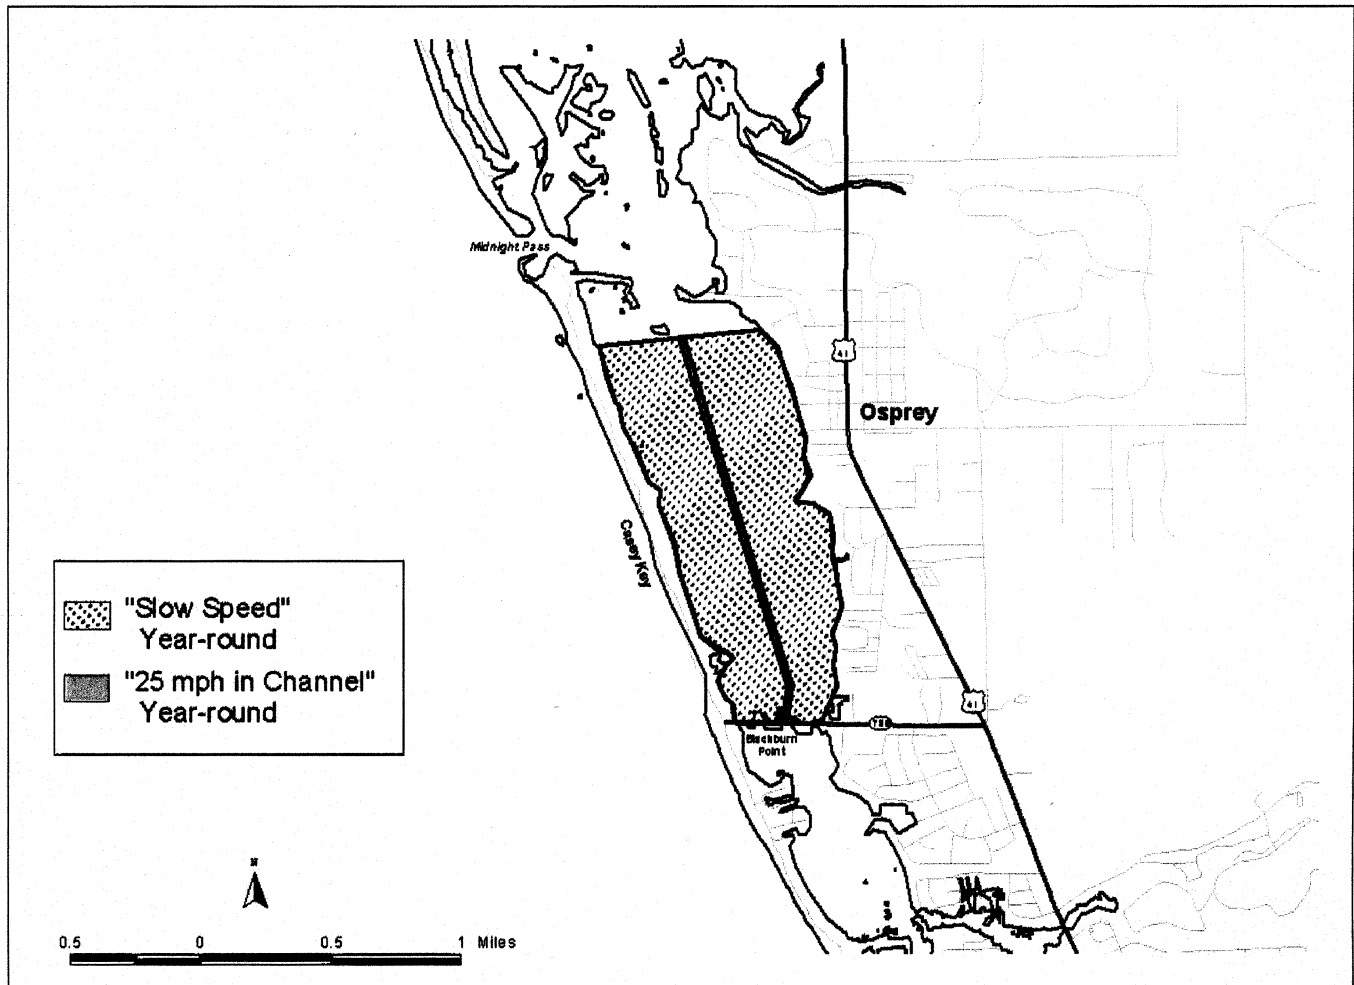 Midnight Pass
41
Osprey
Casey Key
"Slow Speed"
Year-round
"25 mph in Channel"
Year-round
41
Blackburn
Point
N
0.5 0 0.5 1 Miles